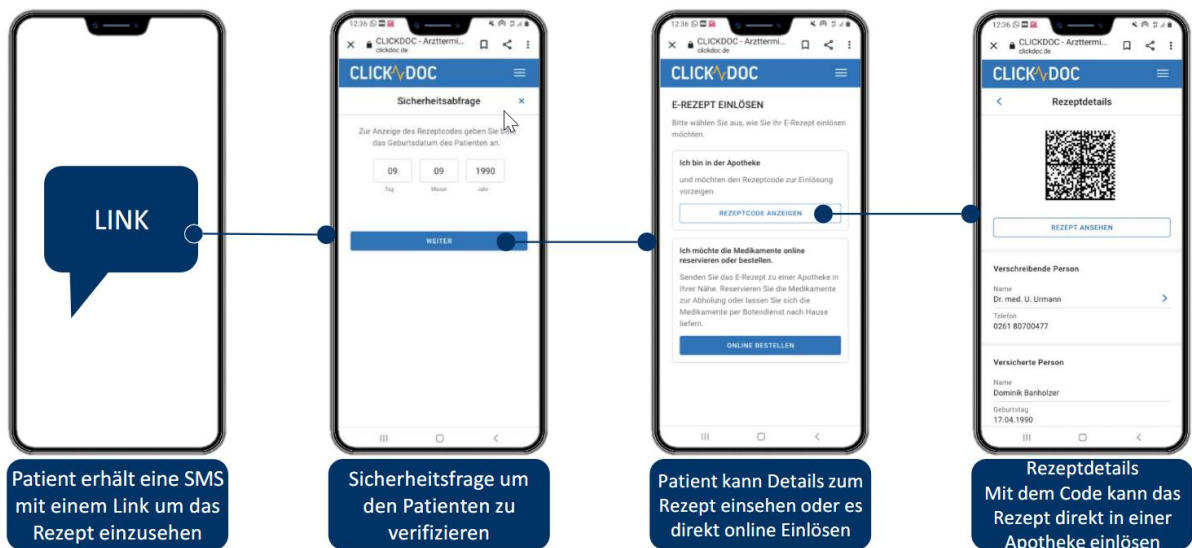 LINK
Patient erhält eine SMS
mit einem Link um das
Rezept einzusehen
12:36
CLICKDOC - Arzttermi...
clickdoc.de
CLICK DOC
Sicherheitsabfrage
Zur Anzeige des Rezeptcodes geben Sie
das Geburtsdatum des Patienten an.
09 09 1990
Tag Monat Jahr
WEITER
Sicherheitsfrage um
den Patienten zu
verifizieren
12:36
CLICKDOC - Arzttermi...
clickdoc.de
CLICK DOC
E-REZEPT EINLÖSEN
Bitte wählen Sie aus, wie Sie Ihr E-Rezept einlösen
möchten.
Ich bin in der Apotheke
und möchten den Rezeptcode zur Einlösung
vorzeigen.
REZEPTCODE ANZEIGEN
Ich möchte die Medikamente online
reservieren oder bestellen.
Senden Sie das E-Rezept zu einer Apotheke in
Ihrer Nähe. Reservieren Sie die Medikamente
zur Abholung oder lassen Sie sich die
Medikamente per Botendienst nach Hause
liefern.
ONLINE BESTELLEN
Patient kann Details zum
Rezept einsehen oder es
direkt online Einlösen
12:36
CLICKDOC - Arzttermi...
clickdoc.de
CLICK DOC
Rezeptdetails
REZEPT ANSEHEN
Verschreibende Person
Name
Dr. med. U. Urmann
Telefon
0261 80700477
Versicherte Person
Name
Dominik Banholzer
Geburtstag
17.04.1990
Rezeptdetails
Mit dem Code kann das
Rezept direkt in einer
Apotheke einlösen